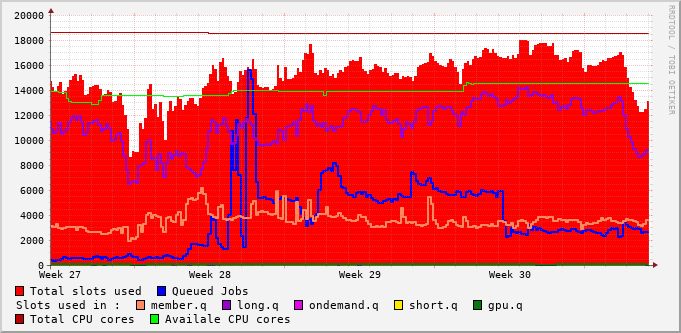 20000
18000
16000
14000
12000
10000
8000
6000
4000
2000
0
Week 27 Week 28 Week 29 Week 30
Total slots used Queued Jobs
Slots used in : member.q long.q ondemand.q short.q gpu.q
Total CPU cores Availale CPU cores
RRDTOOL / TOBI OETIKER